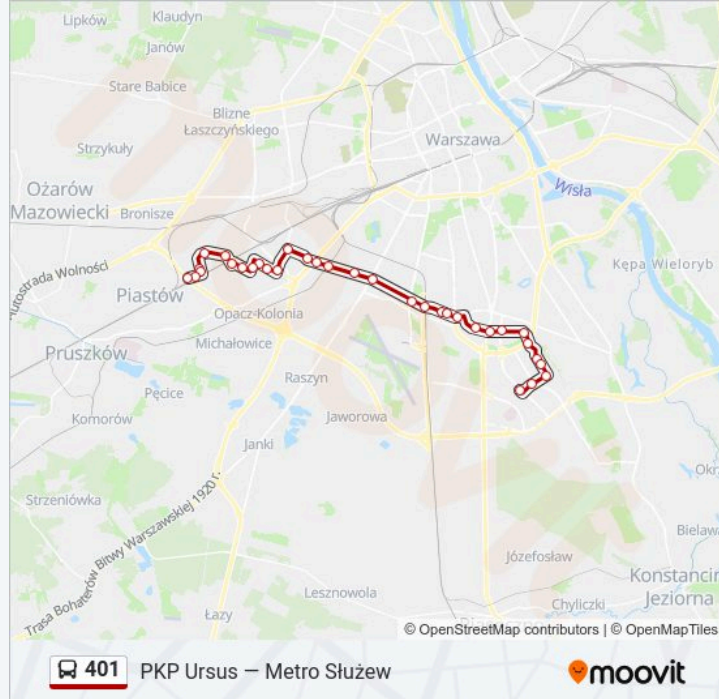 Lipków
Klaudyn
Janów
Stare Babice
Blizne
Łaszczyńskiego
Warszawa
Strzykuły
Ożarów
Mazowiecki
Bronisze
Wisła
Kępa Wieloryb
Autostrada Wolności
Piastów
Opacz-Kolonia
Michałowice
Pruszków
Raszyn
Pęcice
Komorów
Jaworowa
Janki
Strzeniówka
Trasa Bohaterów Bitwy Warszawskiej 1920 r.
Bielawa
Józefosław
Konstancin
Jeziorna
Lesznowola
Chyliczki
Łazy
© OpenStreetMap contributors | © OpenMapTiles
401 PKP Ursus — Metro Służew
moovit